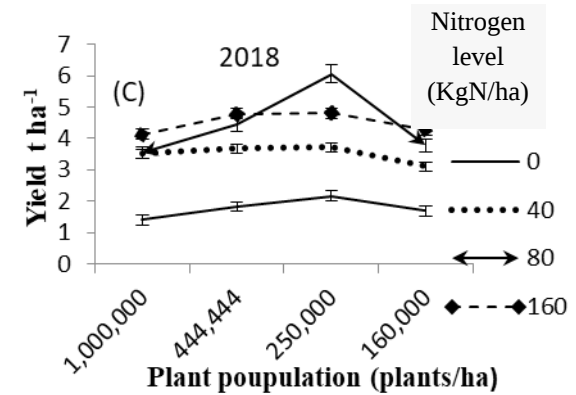 Nitrogen
level
(KgN/ha)
2018
(C)
7
6
5
4
3
2
1
0
Yield t ha⁻¹
0
40
80
160
1,000,000
444,444
250,000
160,000
Plant poupulation (plants/ha)